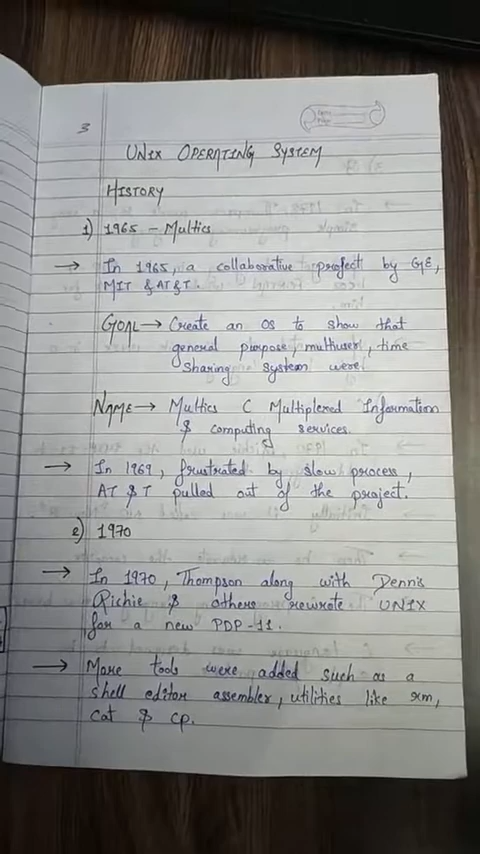 3
UNIX OPERATING SYSTEM
HISTORY
1) 1965 - Multics
→ In 1965, a collaborative project by GE,
MIT & AT&T.
GOAL → Create an OS to show that
general purpose, multiuser, time
sharing system were
NAME → Multics C Multiplexed Information
& computing services.
→ In 1969, frustrated by slow process,
AT & T pulled out of the project.
2) 1970
→ In 1970, Thompson along with Dennis
Richie & others rewrote UNIX
for a new PDP-11.
→ More tools were added such as a
shell editor assembler, utilities like rm,
cat & cp.